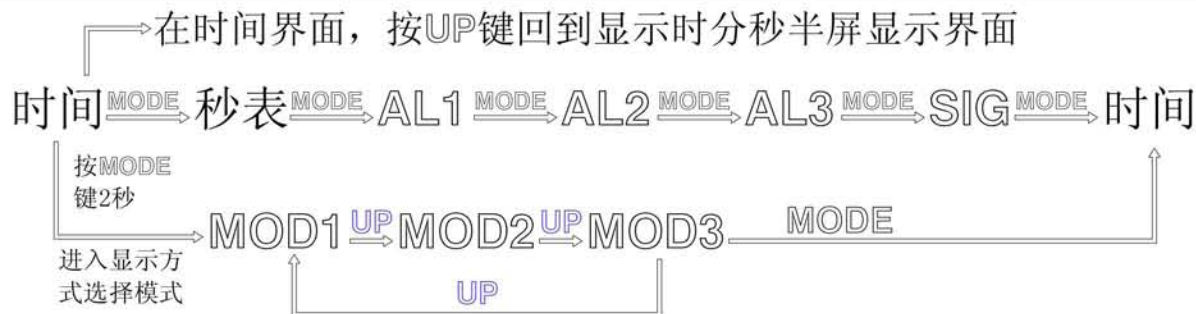 在时间界面，按UP键回到显示时分秒半屏显示界面
时间 MODE 秒表 MODE AL1 MODE AL2 MODE AL3 MODE SIG MODE 时间
按MODE
键2秒
MOD1 UP MOD2 UP MOD3 MODE
进入显示方
式选择模式
UP